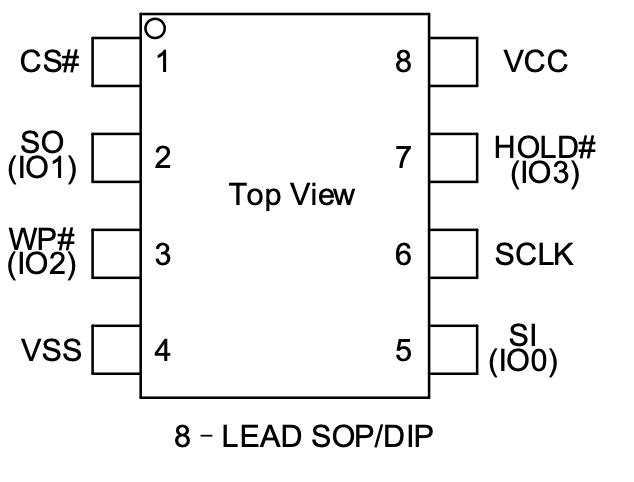 CS# 1 8 VCC
SO 2 7 HOLD#
(IO1) (IO3)
Top View
WP# 3 6 SCLK
(IO2)
VSS 4 5 SI
(IO0)
8 – LEAD SOP/DIP